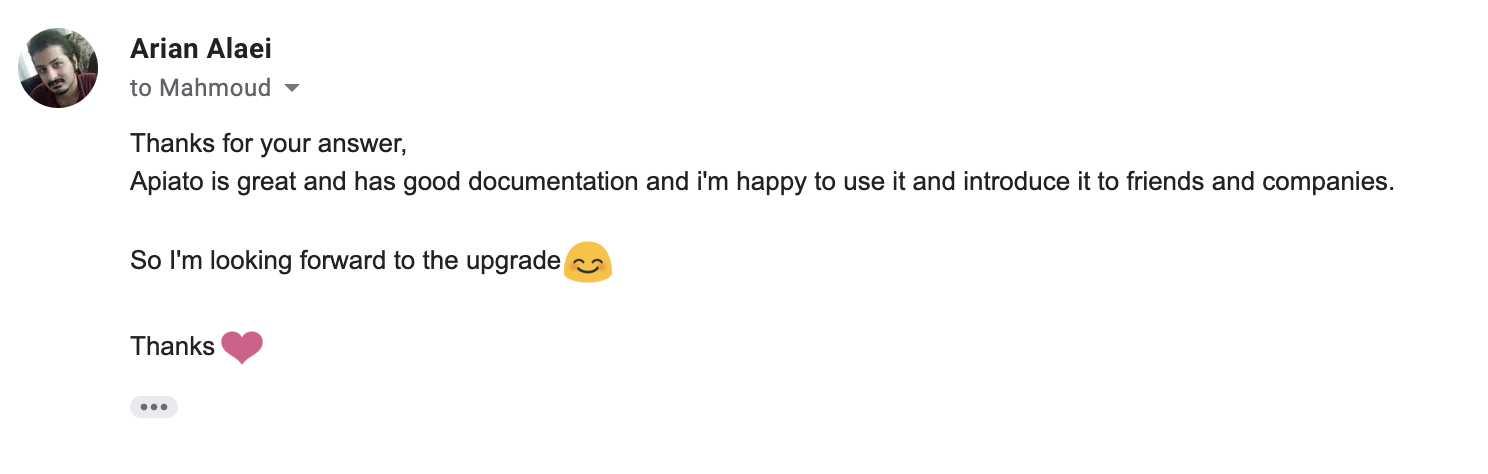 Arian Alaei
to Mahmoud
Thanks for your answer,
Apiato is great and has good documentation and i'm happy to use it and introduce it to friends and companies.
So I'm looking forward to the upgrade😊
Thanks ❤
•••